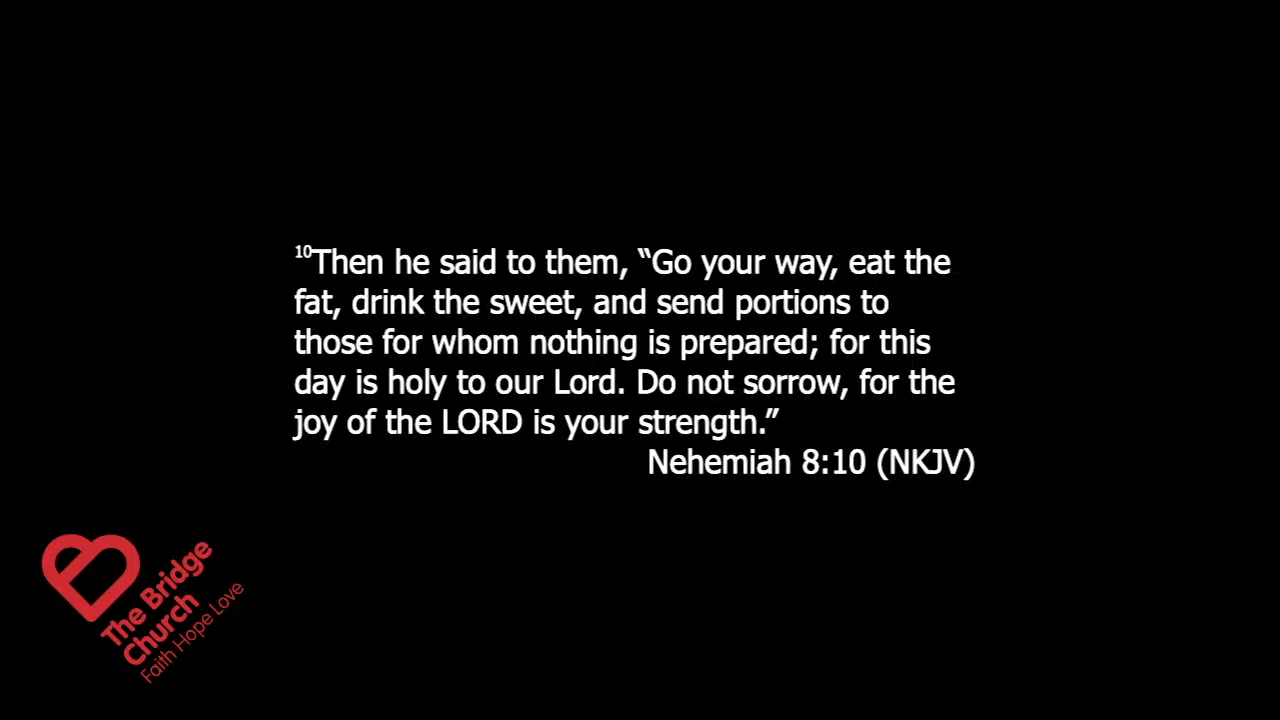 ¹⁰Then he said to them, “Go your way, eat the
fat, drink the sweet, and send portions to
those for whom nothing is prepared; for this
day is holy to our Lord. Do not sorrow, for the
joy of the LORD is your strength.”
Nehemiah 8:10 (NKJV)
The Bridge
Church
Faith Hope Love